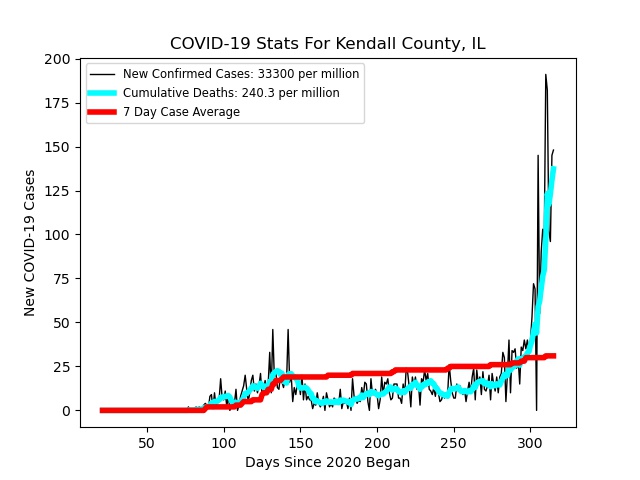 COVID-19 Stats For Kendall County, IL
New Confirmed Cases: 33300 per million
Cumulative Deaths: 240.3 per million
7 Day Case Average
New COVID-19 Cases
200
175
150
125
100
75
50
25
0
50 100 150 200 250 300
Days Since 2020 Began